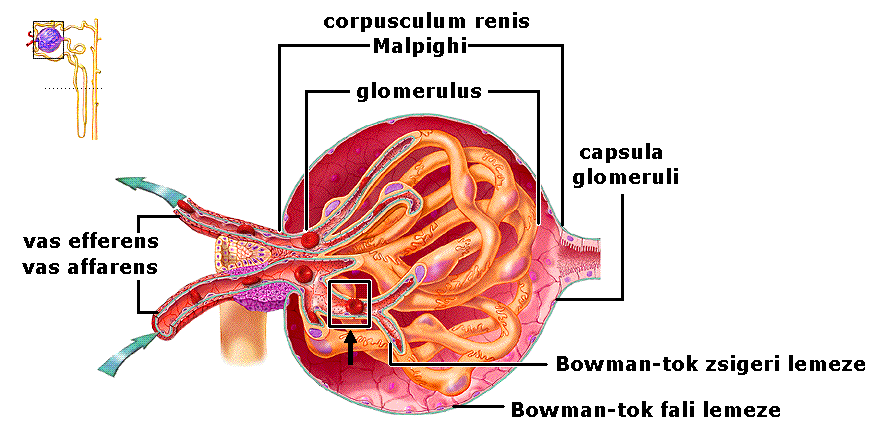 corpusculum renis
Malpighi
glomerulus
capsula
glomeruli
vas efferens
vas affarens
Bowman-tok zsigeri lemeze
Bowman-tok fali lemeze